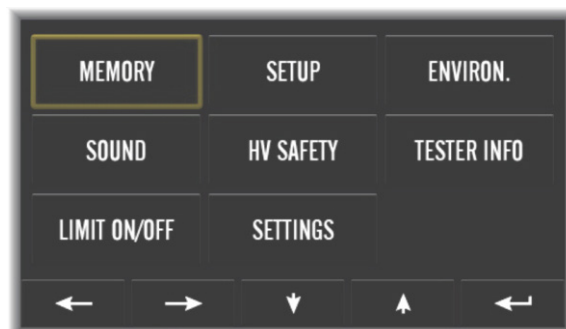 MEMORY SETUP ENVIRON.
SOUND HV SAFETY TESTER INFO
LIMIT ON/OFF SETTINGS